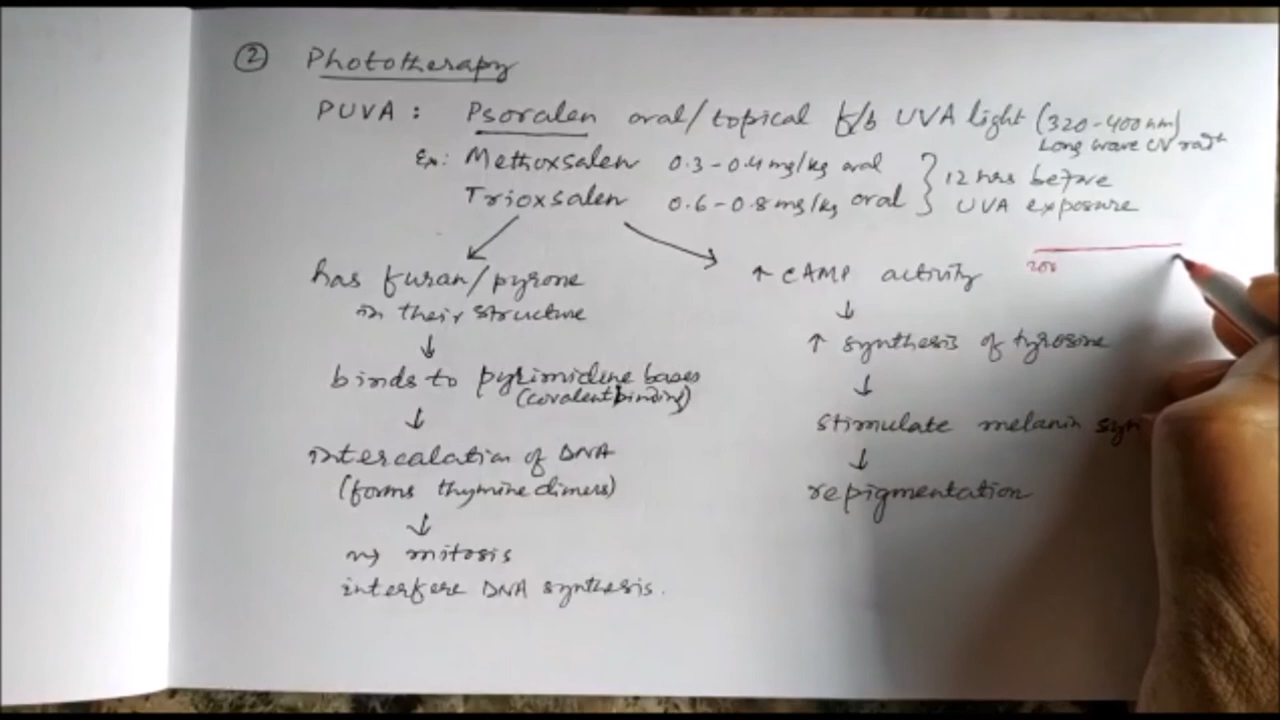 ② Phototherapy
PUVA : Psoralen oral/topical f/b UVA light (320-400nm)
Long wave UV radn
Ex: Methoxsalen 0.3-0.4 mg/kg oral } 12 hrs before
Trioxsalen 0.6-0.8 mg/kg oral UVA exposure
has furan/pyrone
in their structure
↓
binds to pyrimidine bases
(covalent binding)
↓
intercalation of DNA
(forms thymine dimers)
↓
mitosis
interfere DNA synthesis.
↑ cAMP activity
↓
↑ synthesis of tyrosine
↓
stimulate melanin syn
↓
repigmentation
200